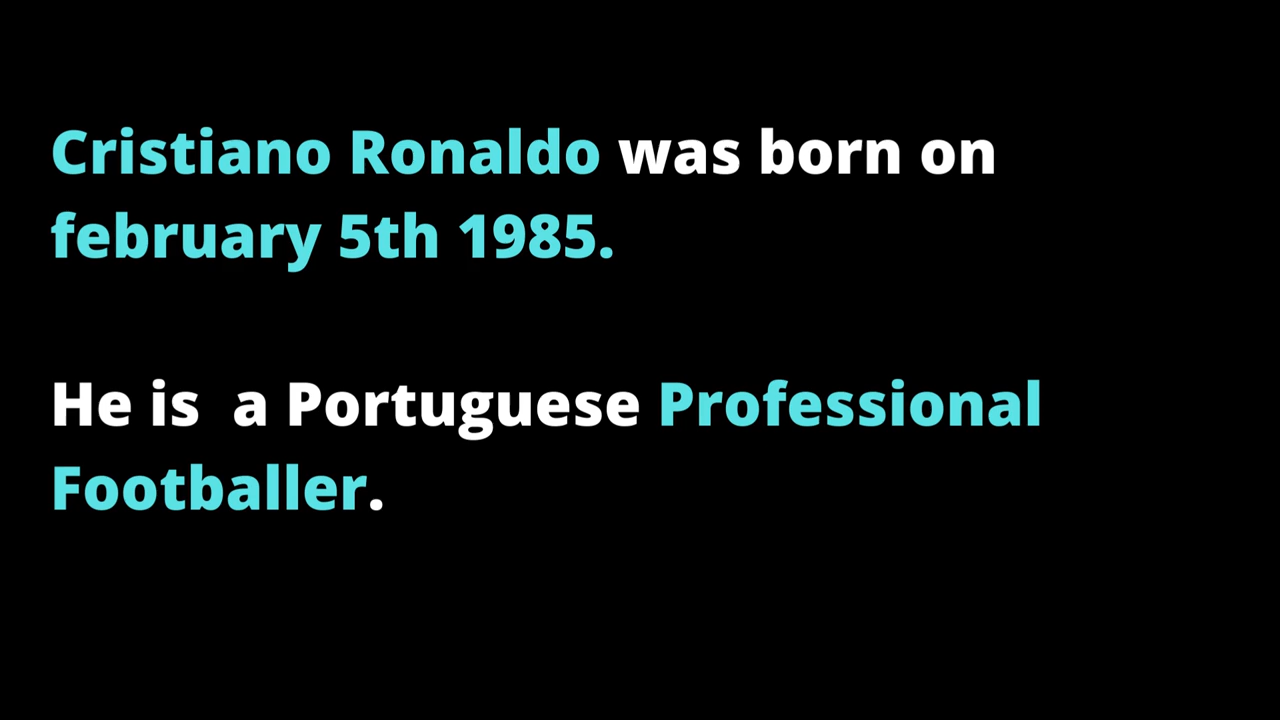 Cristiano Ronaldo was born on
february 5th 1985.
He is  a Portuguese Professional
Footballer.